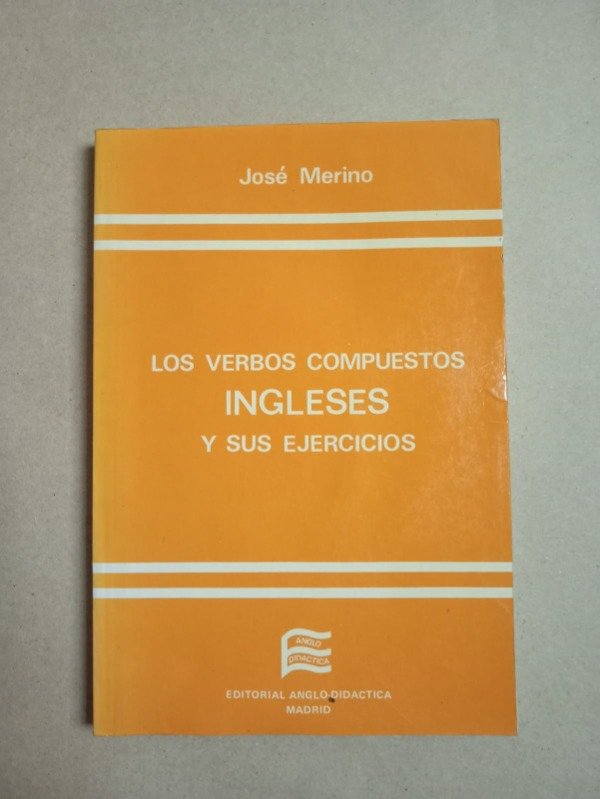 José Merino
LOS VERBOS COMPUESTOS
INGLESES
Y SUS EJERCICIOS
ANGLO
DIDACTICA
EDITORIAL ANGLO-DIDACTICA
MADRID